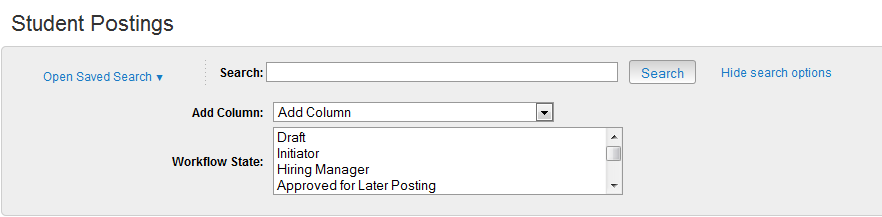 Student Postings
Open Saved Search ▼
Search:
Search
Hide search options
Add Column:
Add Column
Workflow State:
Draft
Initiator
Hiring Manager
Approved for Later Posting